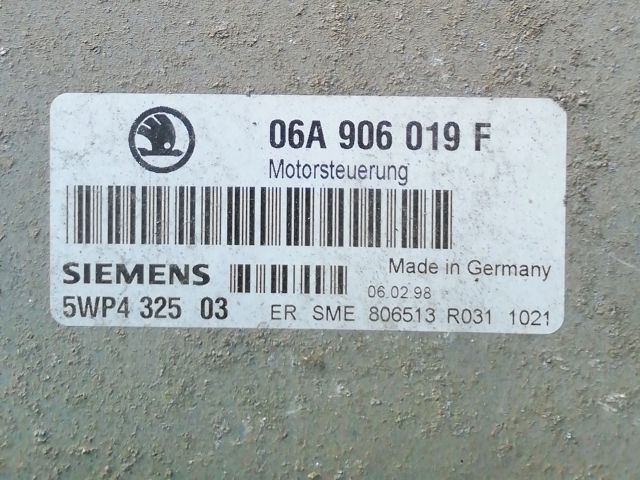 06A 906 019 F
Motorsteuerung
Made in Germany
SIEMENS
06.02.98
5WP4 325 03
ER SME 806513 R031 1021